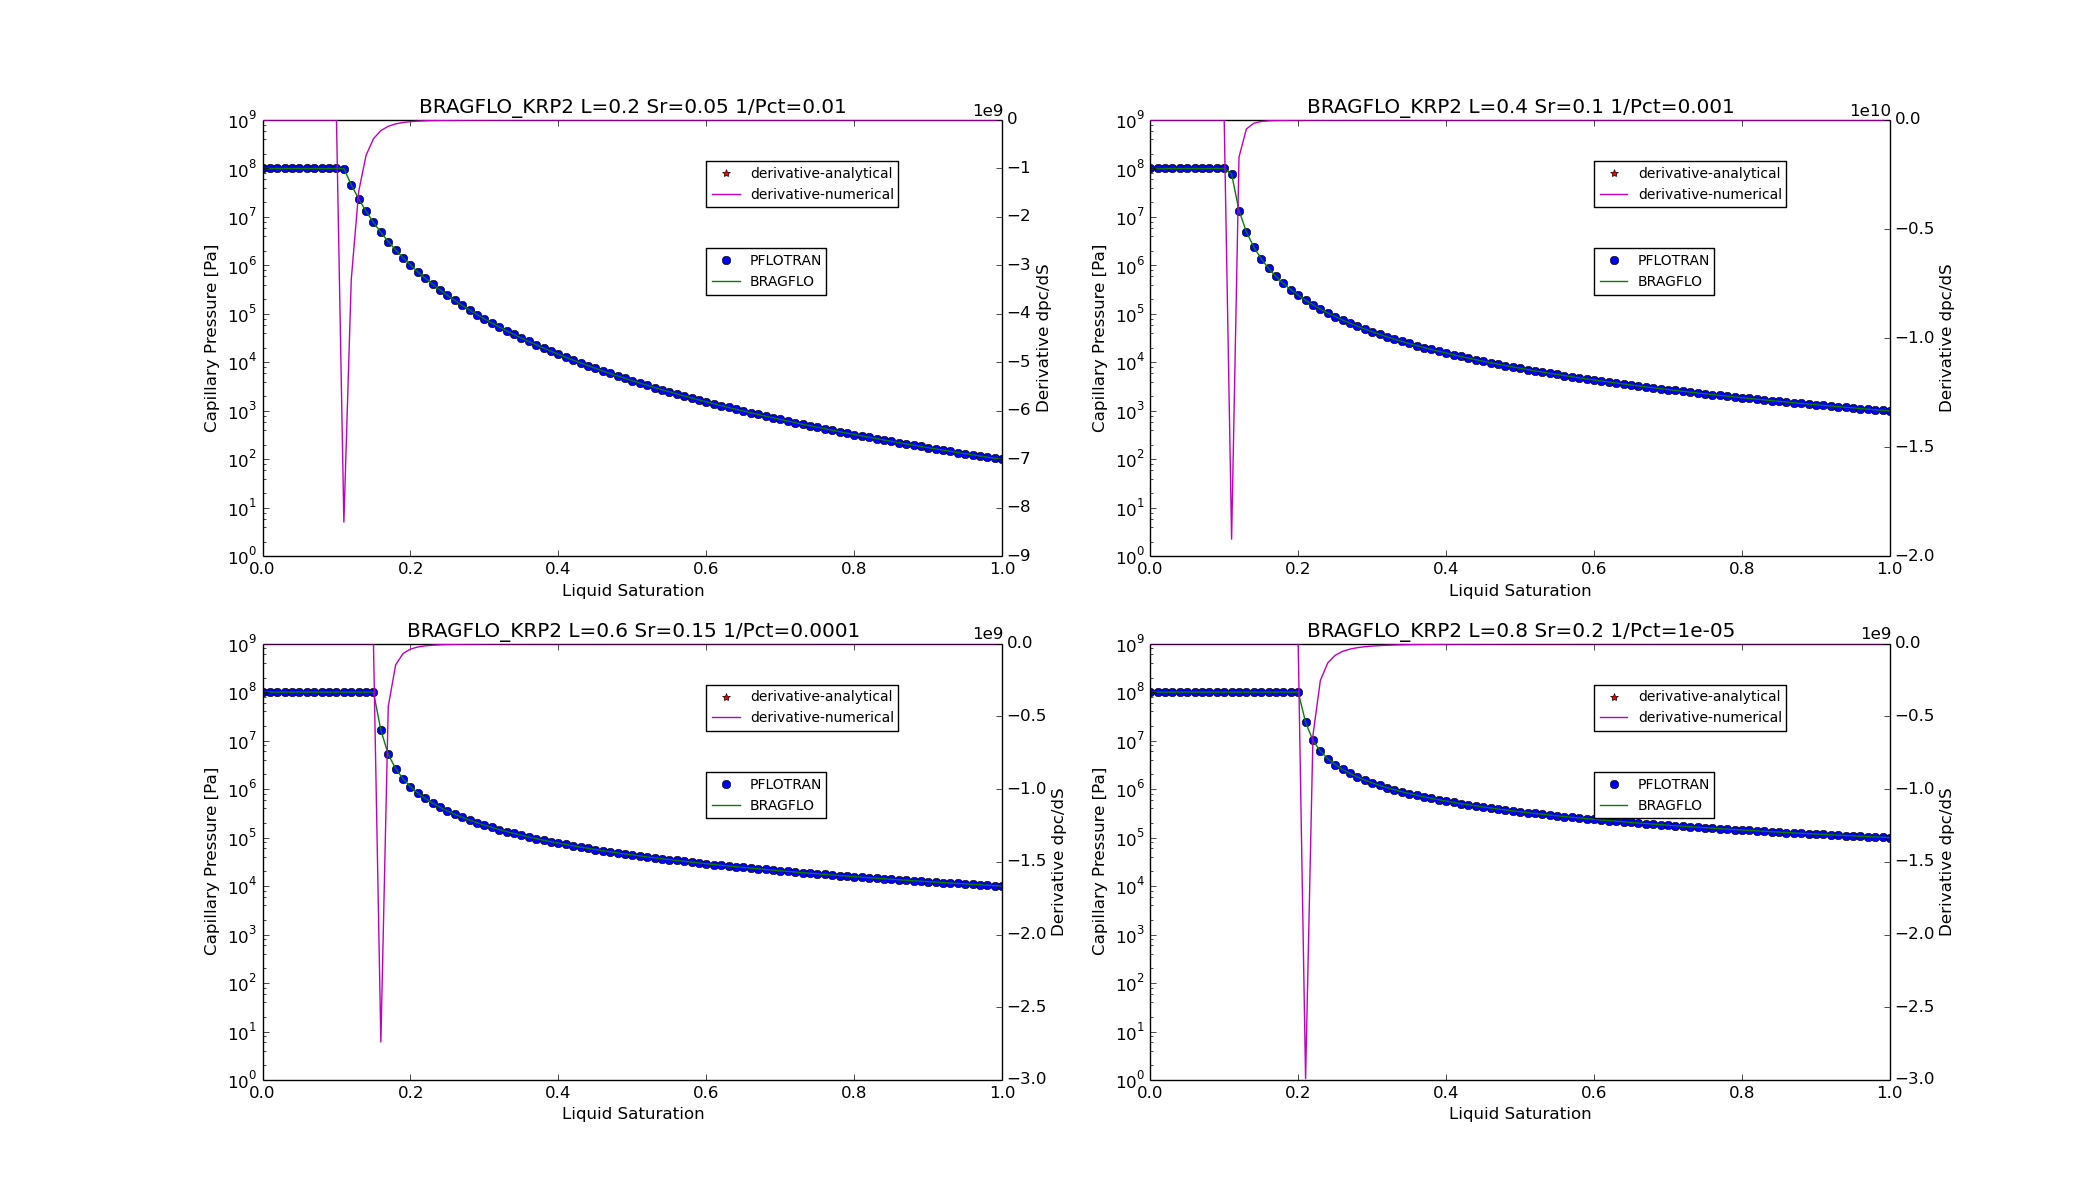 BRAGFLO_KRP2 L=0.2 Sr=0.05 1/Pct=0.01
1e9
10^9
10^8
10^7
10^6
10^5
10^4
10^3
10^2
10^1
10^0
Capillary Pressure [Pa]
derivative-analytical
derivative-numerical
PFLOTRAN
BRAGFLO
0
−1
−2
−3
−4
−5
−6
−7
−8
−9
Derivative dpc/dS
0.0 0.2 0.4 0.6 0.8 1.0
Liquid Saturation
BRAGFLO_KRP2 L=0.4 Sr=0.1 1/Pct=0.001
1e10
10^9
10^8
10^7
10^6
10^5
10^4
10^3
10^2
10^1
10^0
Capillary Pressure [Pa]
derivative-analytical
derivative-numerical
PFLOTRAN
BRAGFLO
0.0
−0.5
−1.0
−1.5
−2.0
Derivative dpc/dS
0.0 0.2 0.4 0.6 0.8 1.0
Liquid Saturation
BRAGFLO_KRP2 L=0.6 Sr=0.15 1/Pct=0.0001
1e9
10^9
10^8
10^7
10^6
10^5
10^4
10^3
10^2
10^1
10^0
Capillary Pressure [Pa]
derivative-analytical
derivative-numerical
PFLOTRAN
BRAGFLO
0.0
−0.5
−1.0
−1.5
−2.0
−2.5
−3.0
Derivative dpc/dS
0.0 0.2 0.4 0.6 0.8 1.0
Liquid Saturation
BRAGFLO_KRP2 L=0.8 Sr=0.2 1/Pct=1e-05
1e9
10^9
10^8
10^7
10^6
10^5
10^4
10^3
10^2
10^1
10^0
Capillary Pressure [Pa]
derivative-analytical
derivative-numerical
PFLOTRAN
BRAGFLO
0.0
−0.5
−1.0
−1.5
−2.0
−2.5
−3.0
Derivative dpc/dS
0.0 0.2 0.4 0.6 0.8 1.0
Liquid Saturation